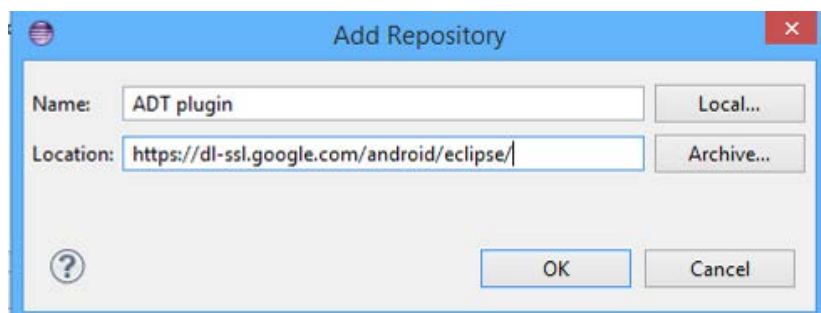 Add Repository
Name: ADT plugin Local...
Location: https://dl-ssl.google.com/android/eclipse/ Archive...
? OK Cancel